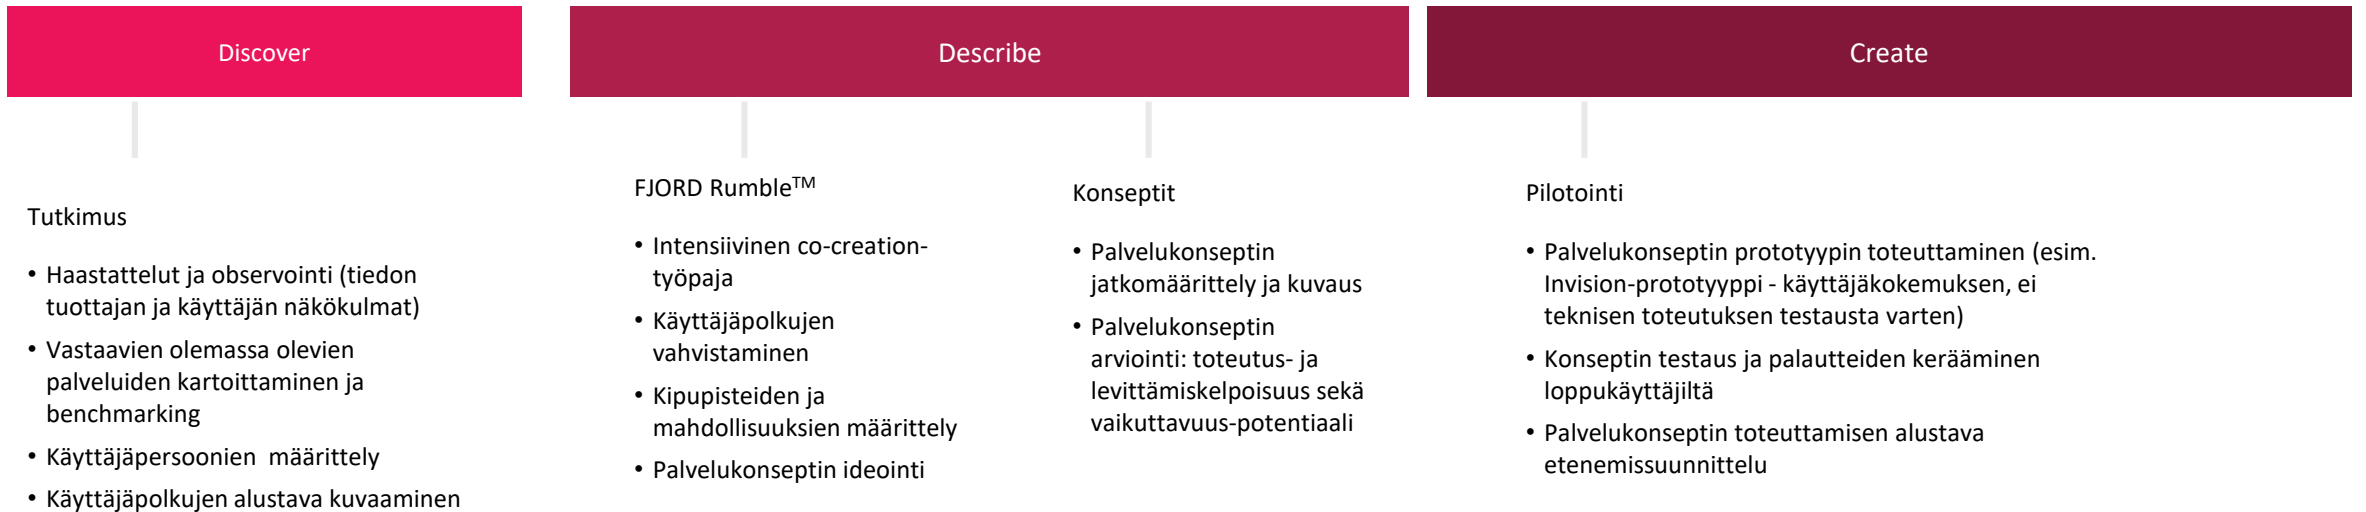 Discover
Tutkimus
• Haastattelut ja observointi (tiedon
tuottajan ja käyttäjän näkökulmat)
• Vastaavien olemassa olevien
palveluiden kartoittaminen ja
benchmarking
• Käyttäjäpersoonien  määrittely
• Käyttäjäpolkujen alustava kuvaaminen
Describe
FJORD Rumble™
• Intensiivinen co-creation-
työpaja
• Käyttäjäpolkujen
vahvistaminen
• Kipupisteiden ja
mahdollisuuksien määrittely
• Palvelukonseptin ideointi
Konseptit
• Palvelukonseptin
jatkomäärittely ja kuvaus
• Palvelukonseptin
arviointi: toteutus- ja
levittämiskelpoisuus sekä
vaikuttavuus-potentiaali
Create
Pilotointi
• Palvelukonseptin prototyypin toteuttaminen (esim.
Invision-prototyyppi - käyttäjäkokemuksen, ei
teknisen toteutuksen testausta varten)
• Konseptin testaus ja palautteiden kerääminen
loppukäyttäjiltä
• Palvelukonseptin toteuttamisen alustava
etenemissuunnittelu